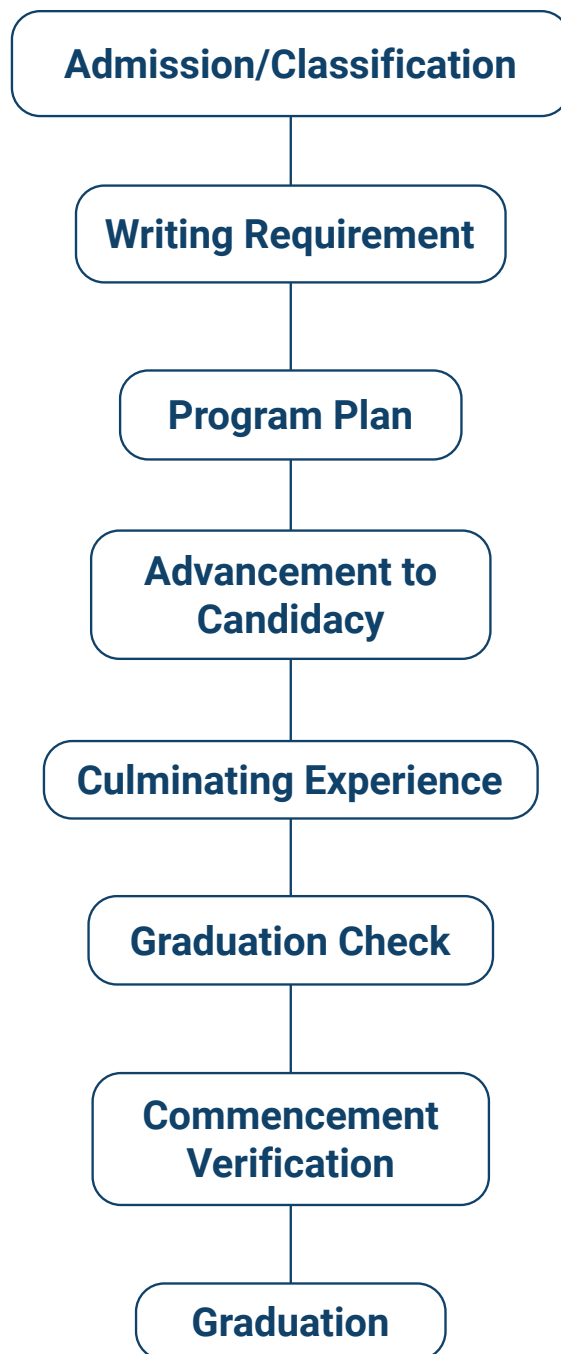 Admission/Classification
Writing Requirement
Program Plan
Advancement to
Candidacy
Culminating Experience
Graduation Check
Commencement
Verification
Graduation